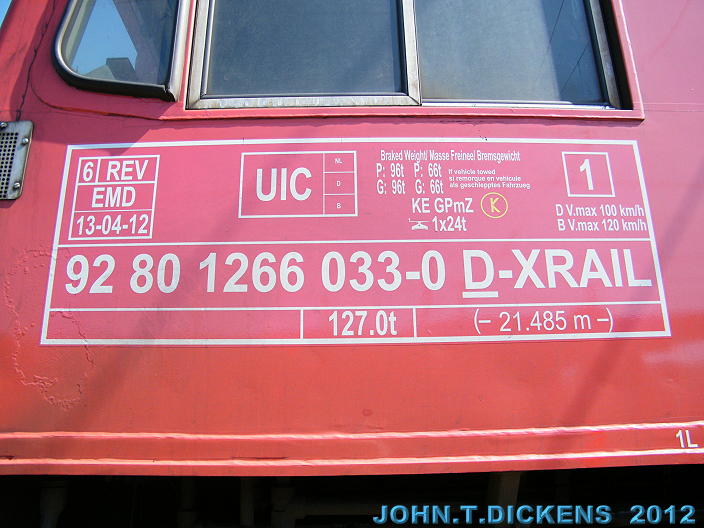 6 REV
EMD
13-04-12
UIC
NL
D
B
Braked Weight/ Masse Freineel Bremsgewicht
P: 96t P: 66t
G: 96t G: 66t
If vehicle towed
si remorque en vehicule
als geschlepptes Fahrzueg
KE GPmZ K
1x24t
1
D V.max 100 km/h
B V.max 120 km/h
92 80 1266 033-0 D-XRAIL
127.0t
(– 21.485 m –)
1L
JOHN.T.DICKENS 2012